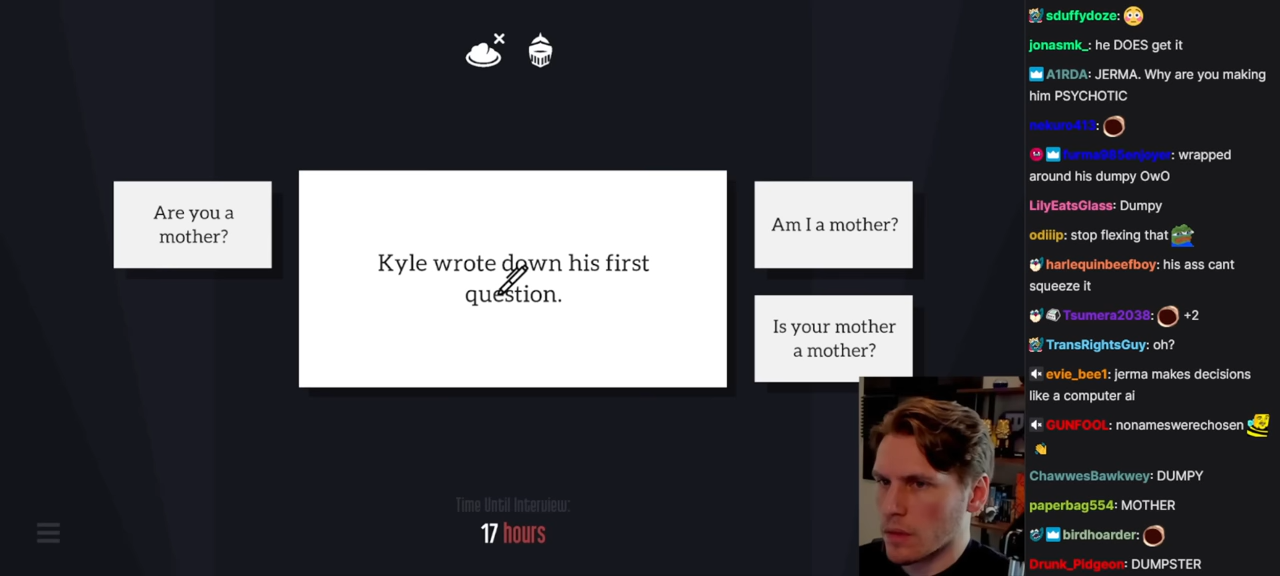 Are you a
mother?
Kyle wrote down his first
question.
Am I a mother?
Is your mother
a mother?
Time Until Interview:
17 hours
sduffydoze:
jonasmk_: he DOES get it
A1RDA: JERMA. Why are you making
him PSYCHOTIC
nekuro413:
wrapped
around his dumpy OwO
LilyEatsGlass: Dumpy
odiiip: stop flexing that
harlequinbeefboy: his ass cant
squeeze it
Tsumera2038: +2
TransRightsGuy: oh?
evie_bee1: jerma makes decisions
like a computer ai
GUNFOOL: nonameswerechosen
ChawwesBawkwey: DUMPY
paperbag554: MOTHER
birdhoarder:
Drunk_Pidgeon: DUMPSTER